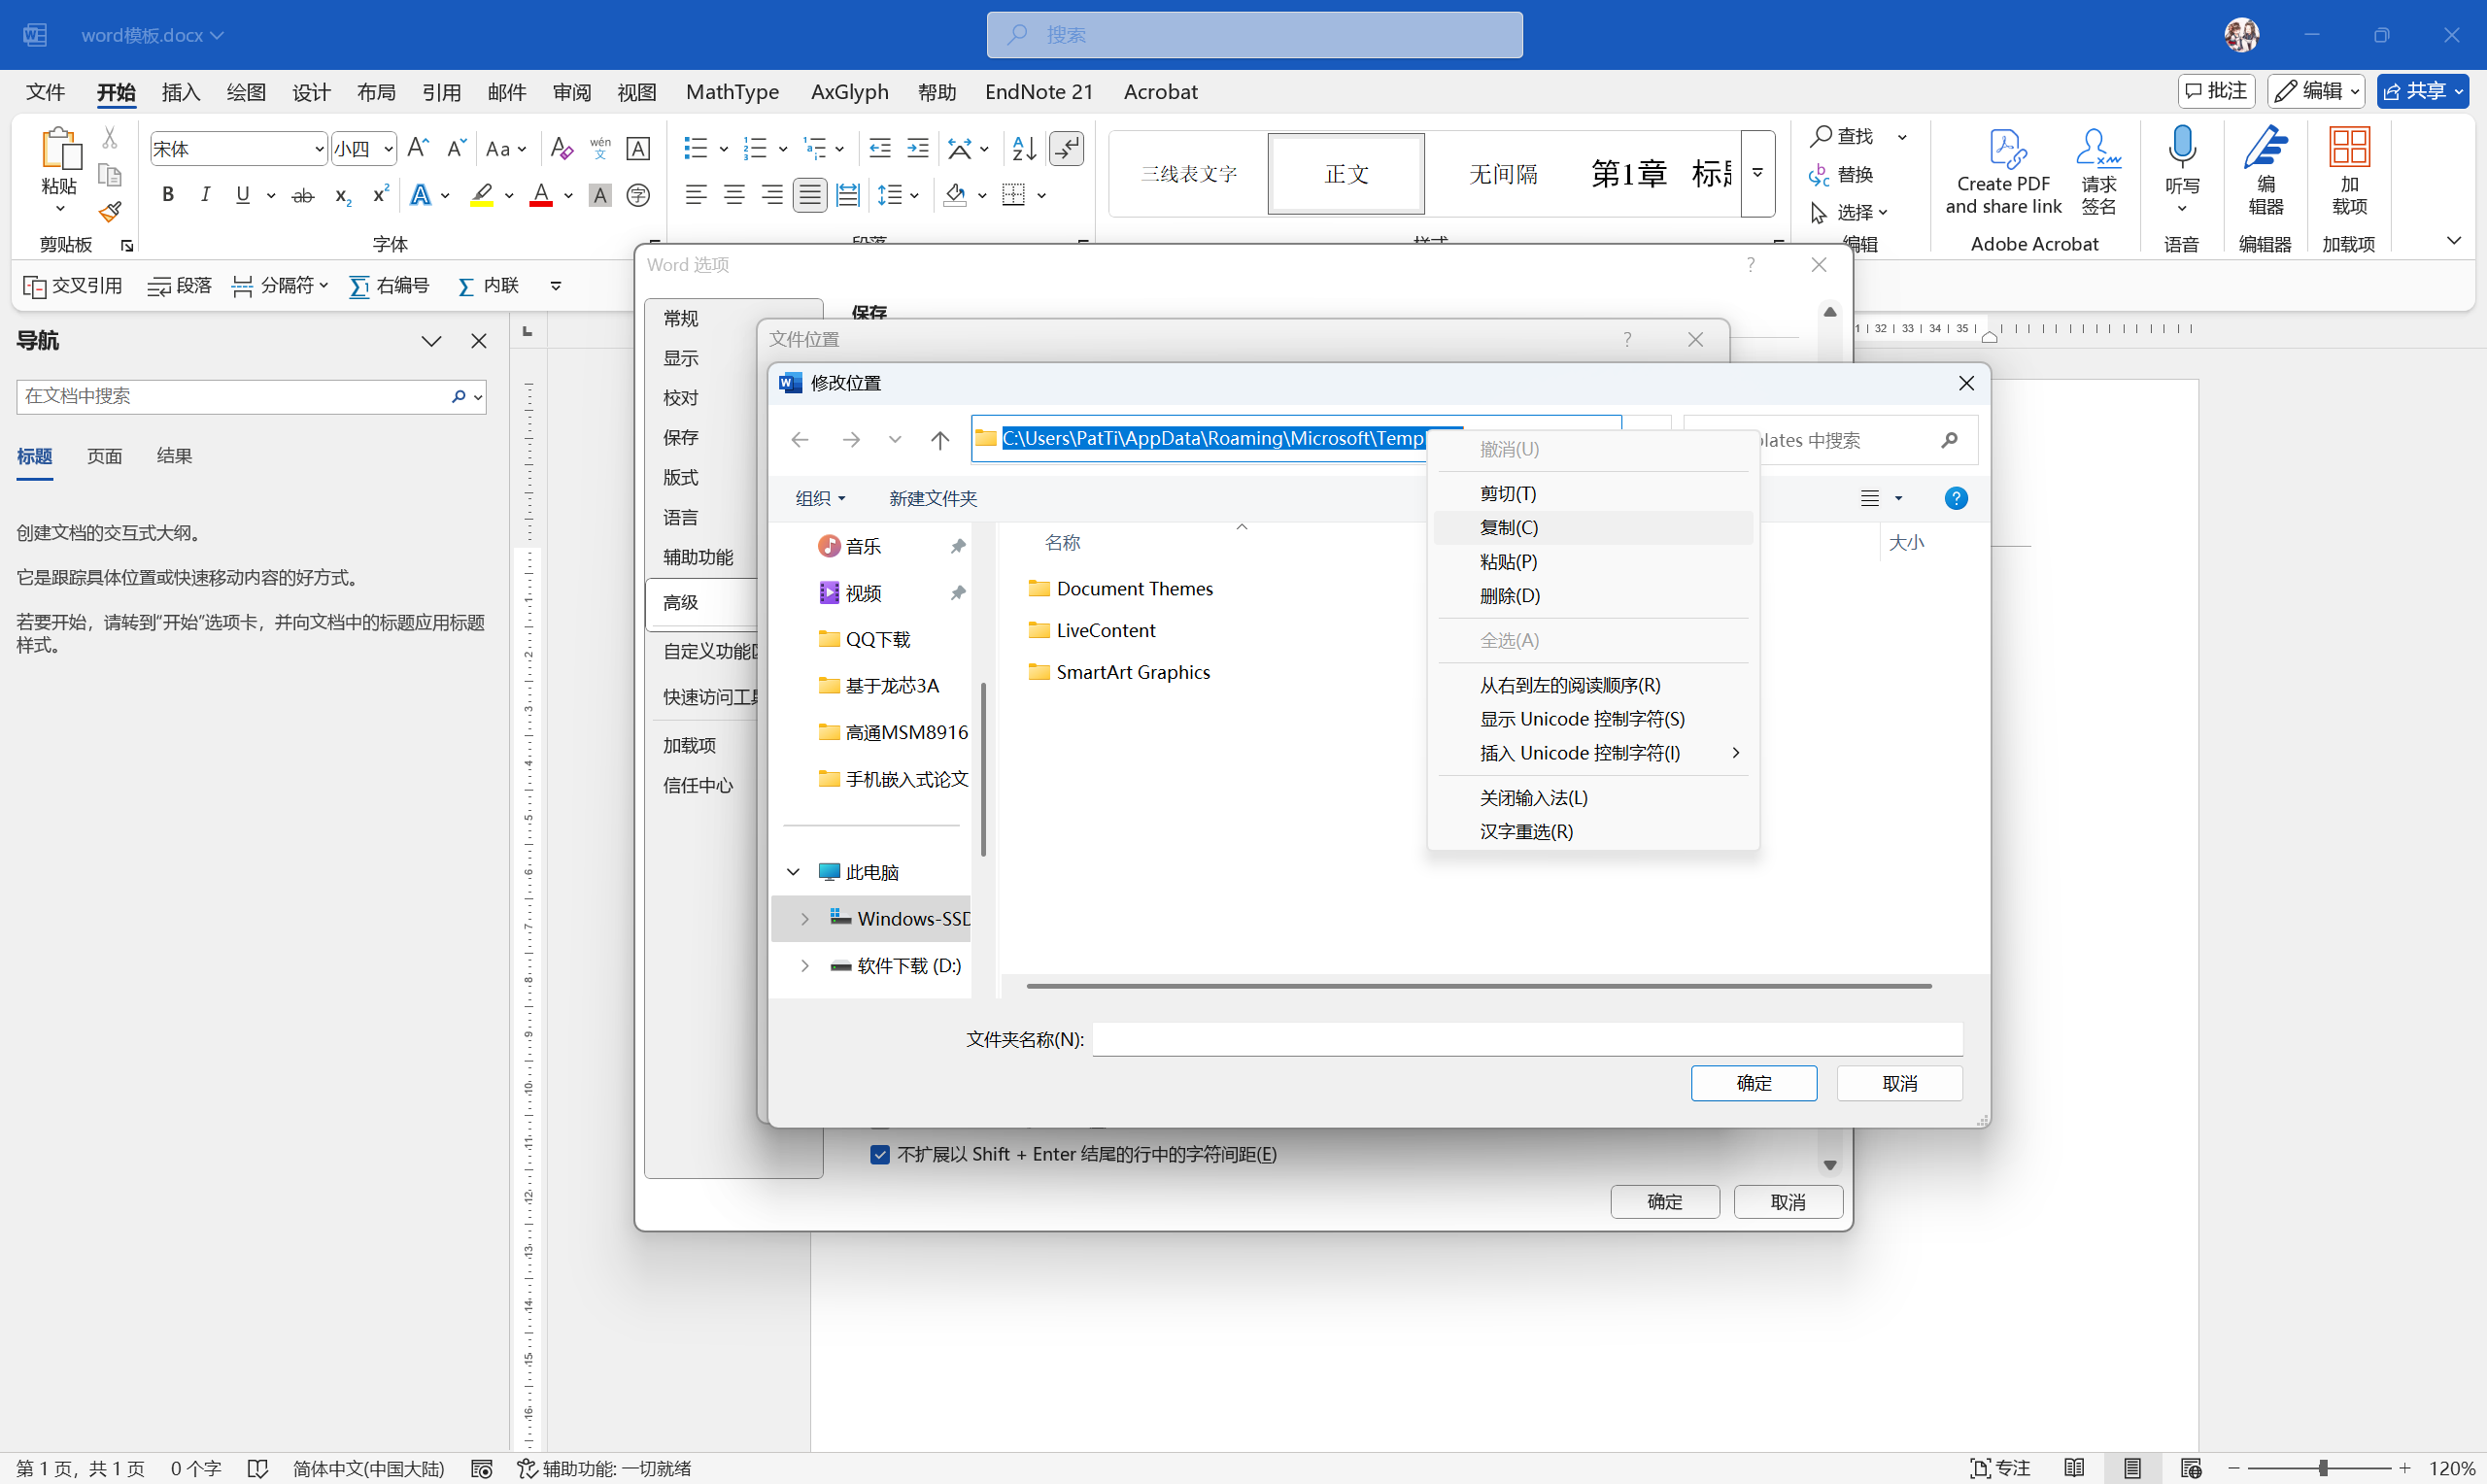 word模板.docx
搜索
文件 开始 插入 绘图 设计 布局 引用 邮件 审阅 视图 MathType AxGlyph 帮助 EndNote 21 Acrobat
批注 编辑 共享
粘贴
剪贴板
宋体 小四
字体
三线表文字 正文 无间隔 第1章 标题
查找
替换
选择
编辑
Create PDF
and share link
请求
签名
Adobe Acrobat
听写
语音
编
辑器
编辑器
加
载项
加载项
交叉引用 段落 分隔符 右编号 内联
导航
在文档中搜索
标题 页面 结果
创建文档的交互式大纲。
它是跟踪具体位置或快速移动内容的好方式。
若要开始，请转到"开始"选项卡，并向文档中的标题应用标题
样式。
Word 选项
常规
显示
校对
保存
版式
语言
辅助功能
高级
自定义功能区
快速访问工具
加载项
信任中心
保存
文件位置
修改位置
C:\Users\PatTi\AppData\Roaming\Microsoft\Temp
lates 中搜索
组织 新建文件夹
音乐
视频
QQ下载
基于龙芯3A
高通MSM8916
手机嵌入式论文
此电脑
Windows-SSD
软件下载 (D:)
名称 大小
Document Themes
LiveContent
SmartArt Graphics
撤消(U)
剪切(T)
复制(C)
粘贴(P)
删除(D)
全选(A)
从右到左的阅读顺序(R)
显示 Unicode 控制字符(S)
插入 Unicode 控制字符(I)
关闭输入法(L)
汉字重选(R)
文件夹名称(N):
确定 取消
不扩展以 Shift + Enter 结尾的行中的字符间距(E)
确定 取消
第 1 页，共 1 页 0 个字 简体中文(中国大陆) 辅助功能: 一切就绪 专注 120%